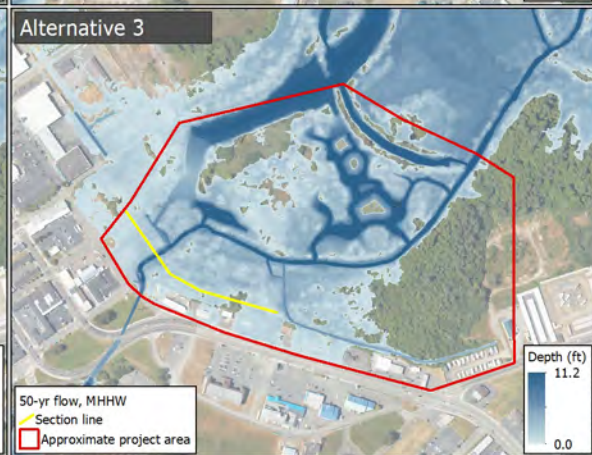 Alternative 3
50-yr flow, MHHW
Section line
Approximate project area
Depth (ft)
11.2
0.0